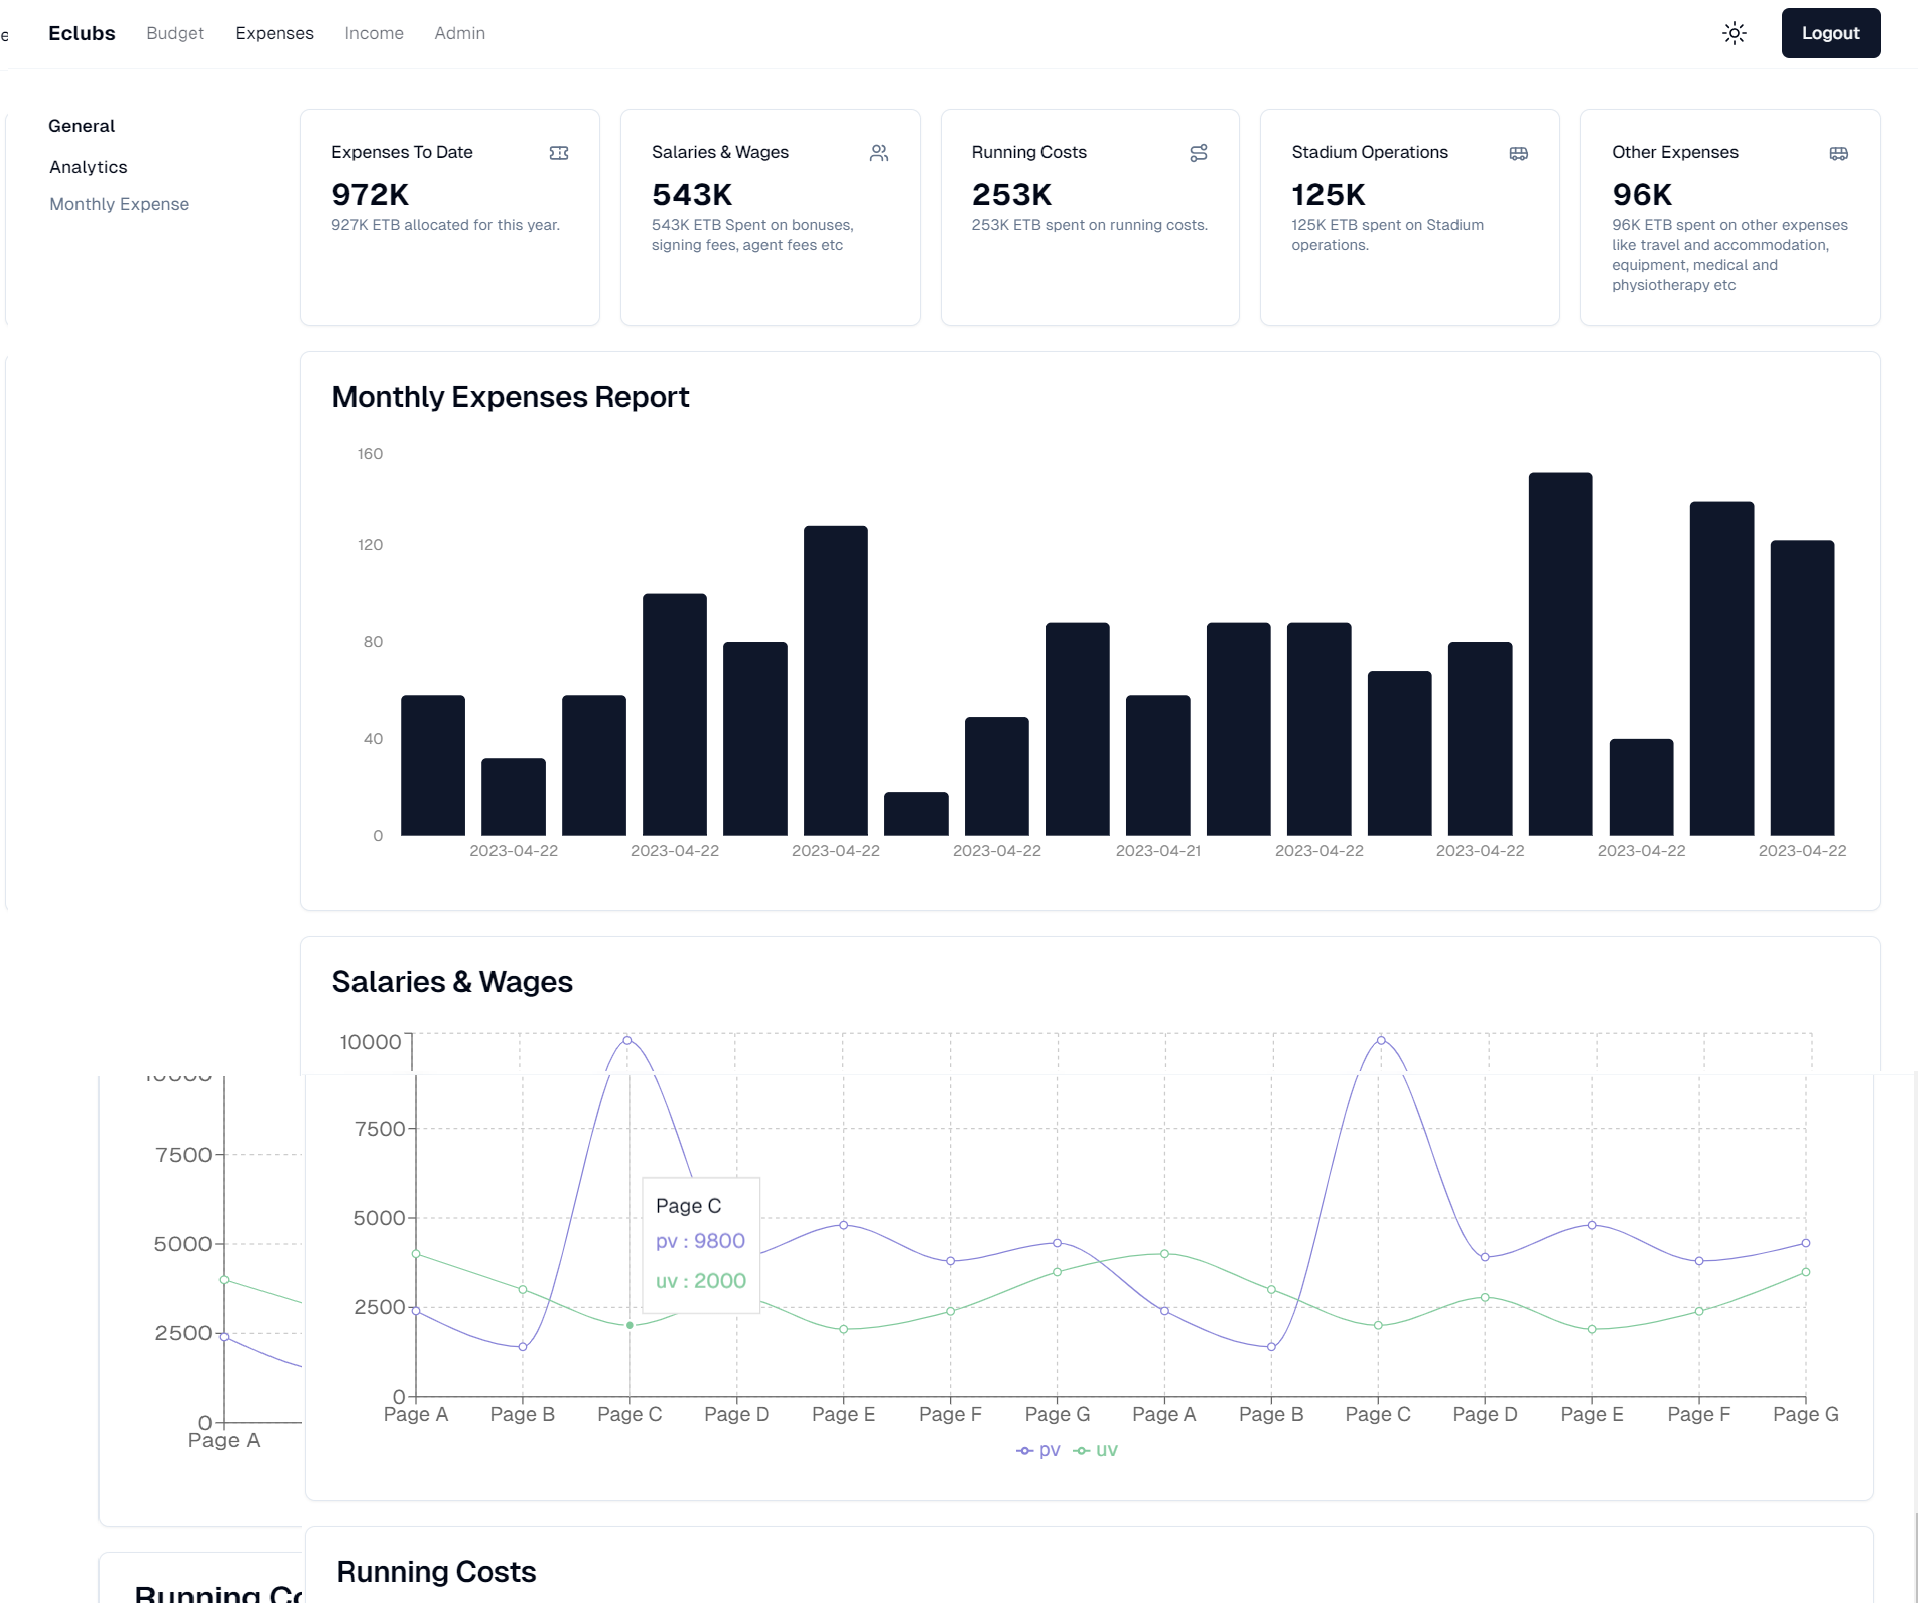 e
Eclubs Budget Expenses Income Admin Logout
General
Analytics
Monthly Expense
Expenses To Date
972K
927K ETB allocated for this year.
Salaries & Wages
543K
543K ETB Spent on bonuses,
signing fees, agent fees etc
Running Costs
253K
253K ETB spent on running costs.
Stadium Operations
125K
125K ETB spent on Stadium
operations.
Other Expenses
96K
96K ETB spent on other expenses
like travel and accommodation,
equipment, medical and
physiotherapy etc
Monthly Expenses Report
160
120
80
40
0
2023-04-22 2023-04-22 2023-04-22 2023-04-22 2023-04-21 2023-04-22 2023-04-22 2023-04-22 2023-04-22
Salaries & Wages
10000
7500
5000
2500
0
Page C
pv : 9800
uv : 2000
Page A Page B Page C Page D Page E Page F Page G Page A Page B Page C Page D Page E Page F Page G
pv uv
Running Costs
10000
7500
5000
2500
0
Page A
Running Co